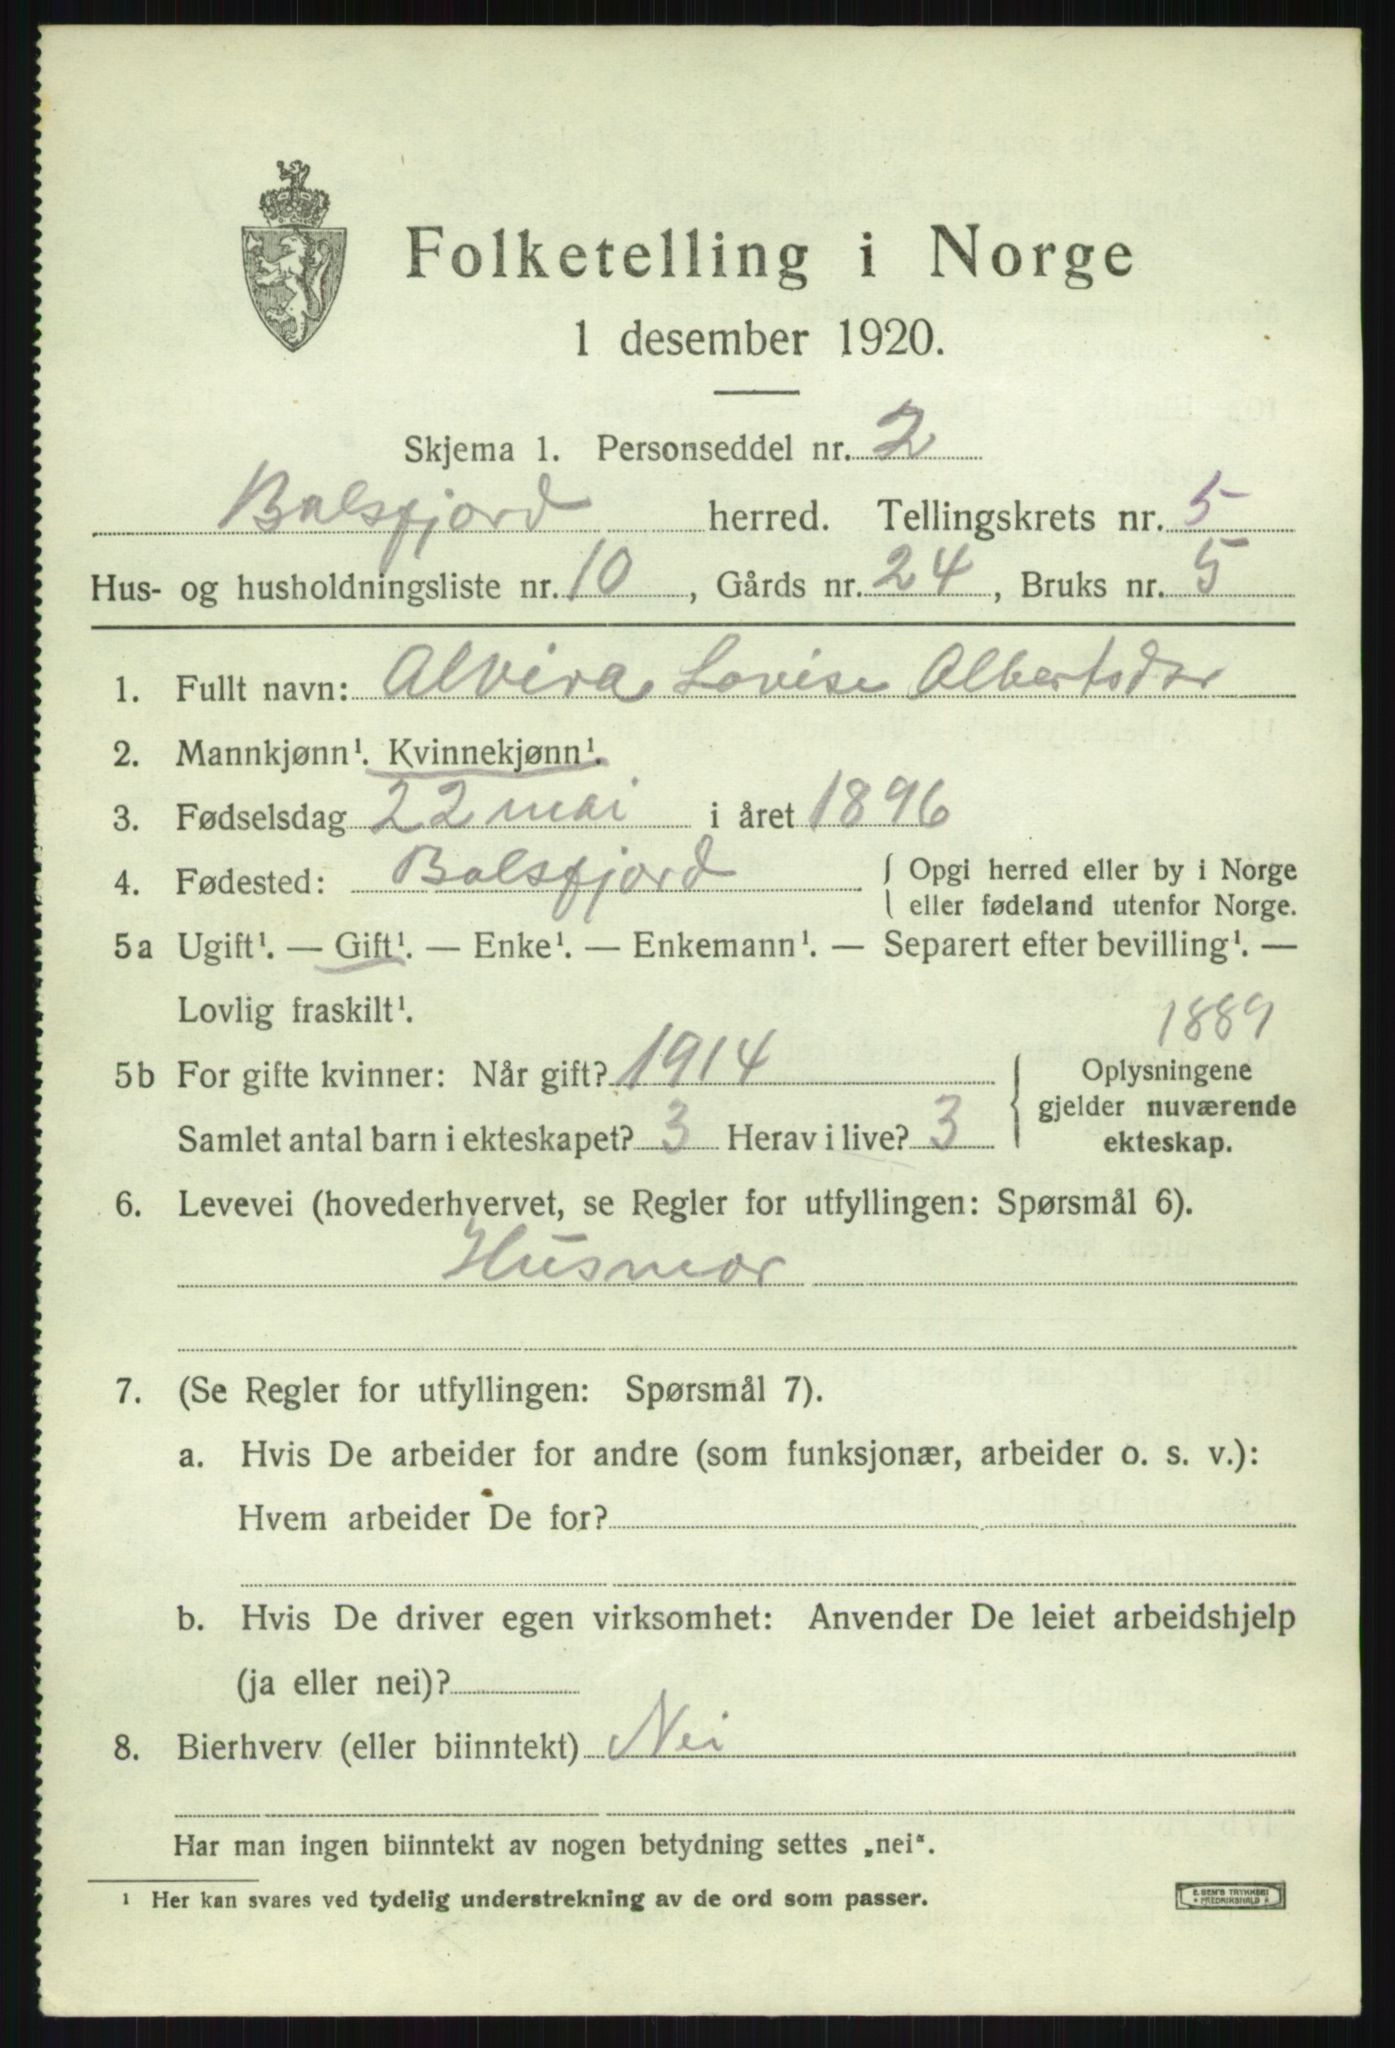 Folketelling i Norge
1 desember 1920.
Skjema 1. Personseddel nr. 2
Balsfjord herred. Tellingskrets nr. 5
Hus- og husholdningsliste nr. 10, Gårds nr. 24, Bruks nr. 5
1. Fullt navn: Alvira Lovise Albertsdtr
2. Mannkjønn¹. Kvinnekjønn¹.
3. Fødselsdag 22 mai i året 1896
4. Fødested: Balsfjord { Opgi herred eller by i Norge
eller fødeland utenfor Norge.
5a Ugift¹. — Gift¹. — Enke¹. — Enkemann¹. — Separert efter bevilling¹. —
Lovlig fraskilt¹.
1889
5b For gifte kvinner: Når gift? 1914
Samlet antal barn i ekteskapet? 3 Herav i live? 3
{ Oplysningene
gjelder nuværende
ekteskap.
6. Levevei (hovederhvervet, se Regler for utfyllingen: Spørsmål 6).
Husmor
7. (Se Regler for utfyllingen: Spørsmål 7).
a. Hvis De arbeider for andre (som funksjonær, arbeider o. s. v.):
Hvem arbeider De for?
b. Hvis De driver egen virksomhet: Anvender De leiet arbeidshjelp
(ja eller nei)?
8. Bierhverv (eller biinntekt) Nei
Har man ingen biinntekt av nogen betydning settes „nei“.
¹ Her kan svares ved tydelig understrekning av de ord som passer.
E. SEM'S TRYKKERI
* FREDRIKSHALD *